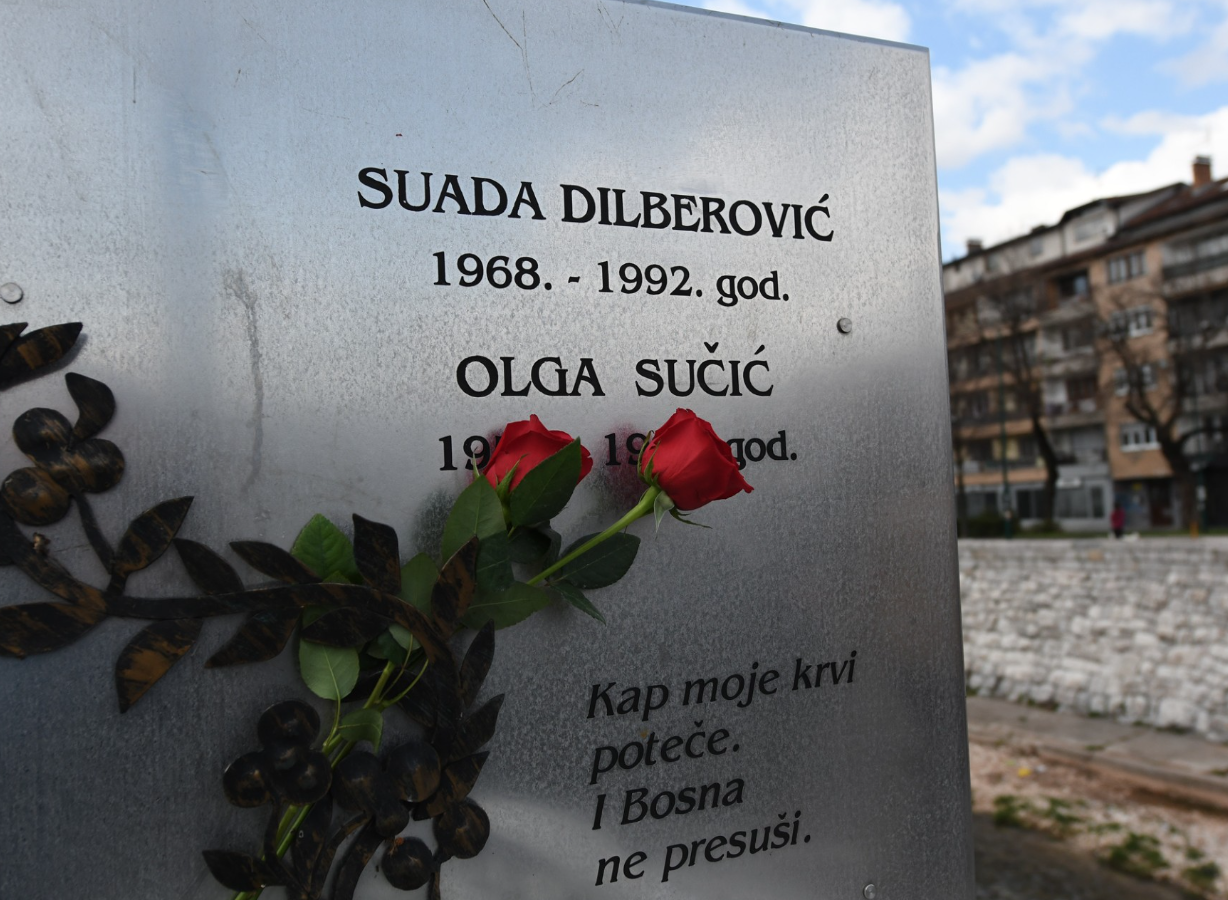 SUADA DILBEROVIĆ
1968. - 1992. god.
OLGA SUČIĆ
god.
Kap moje krvi
poteče.
I Bosna
ne presuši.